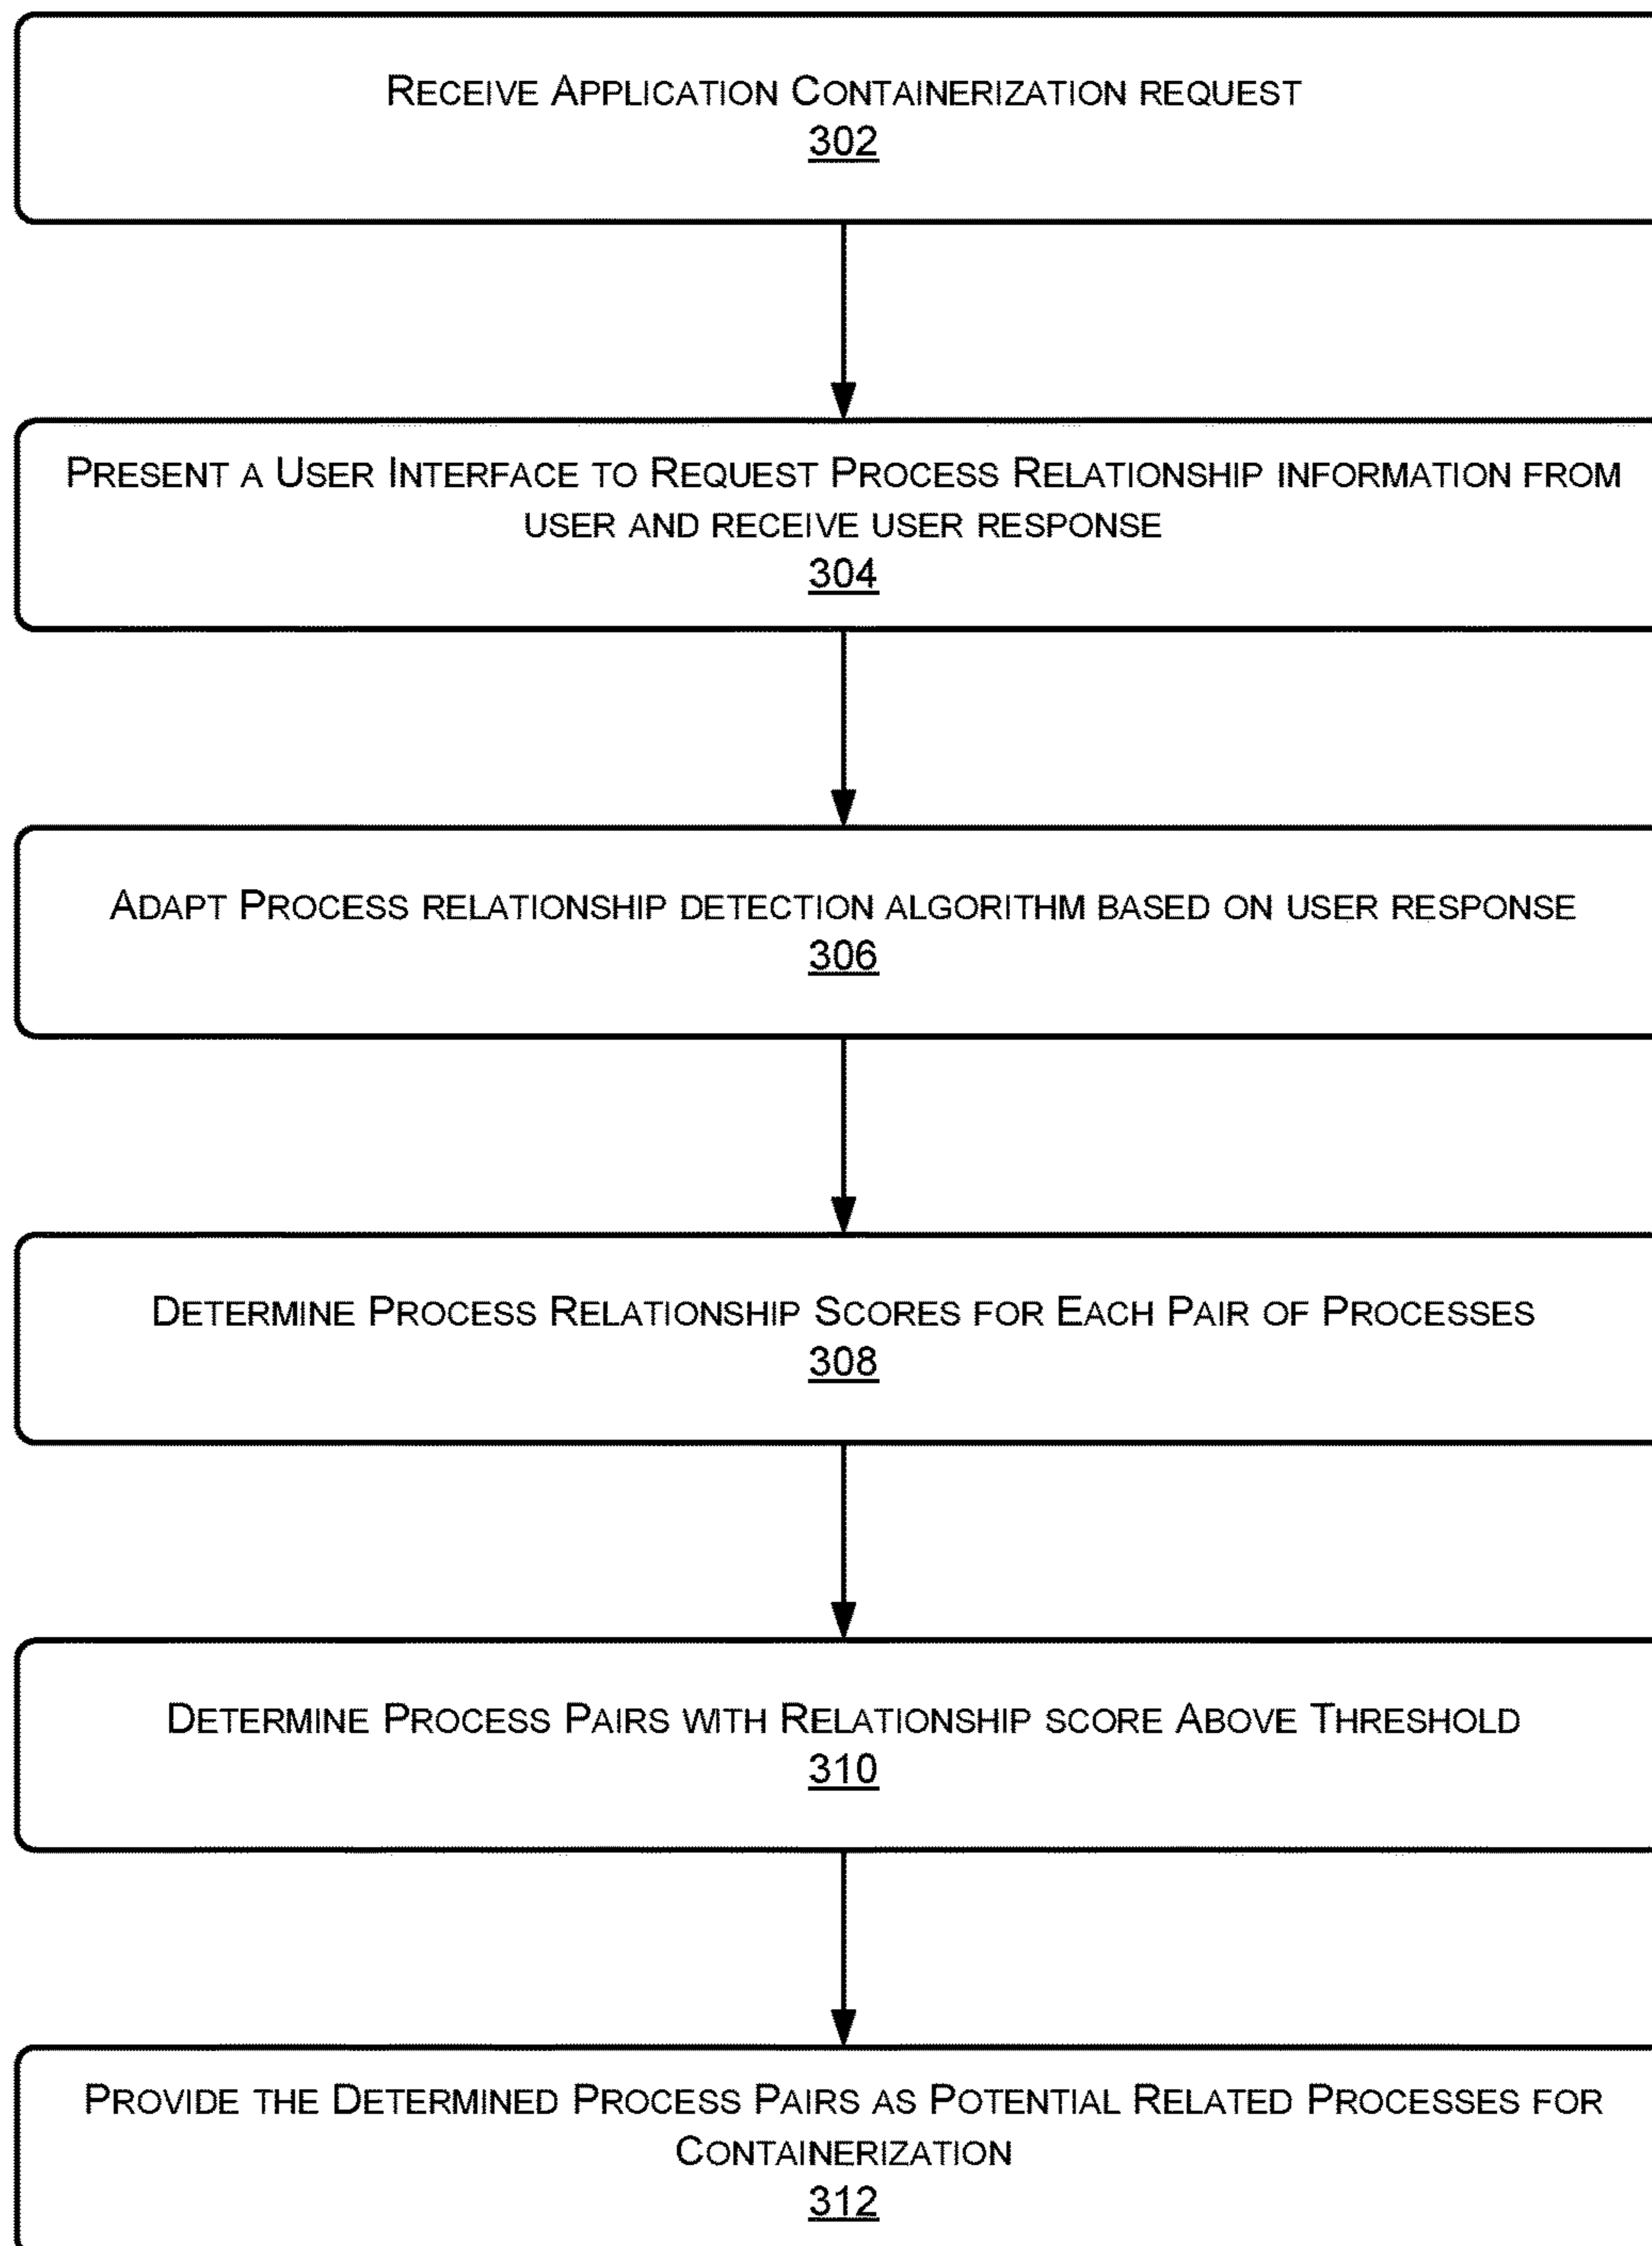 RECEIVE APPLICATION CONTAINERIZATION REQUEST
302
PRESENT A USER INTERFACE TO REQUEST PROCESS RELATIONSHIP INFORMATION FROM
USER AND RECEIVE USER RESPONSE
304
ADAPT PROCESS RELATIONSHIP DETECTION ALGORITHM BASED ON USER RESPONSE
306
DETERMINE PROCESS RELATIONSHIP SCORES FOR EACH PAIR OF PROCESSES
308
DETERMINE PROCESS PAIRS WITH RELATIONSHIP SCORE ABOVE THRESHOLD
310
PROVIDE THE DETERMINED PROCESS PAIRS AS POTENTIAL RELATED PROCESSES FOR
CONTAINERIZATION
312